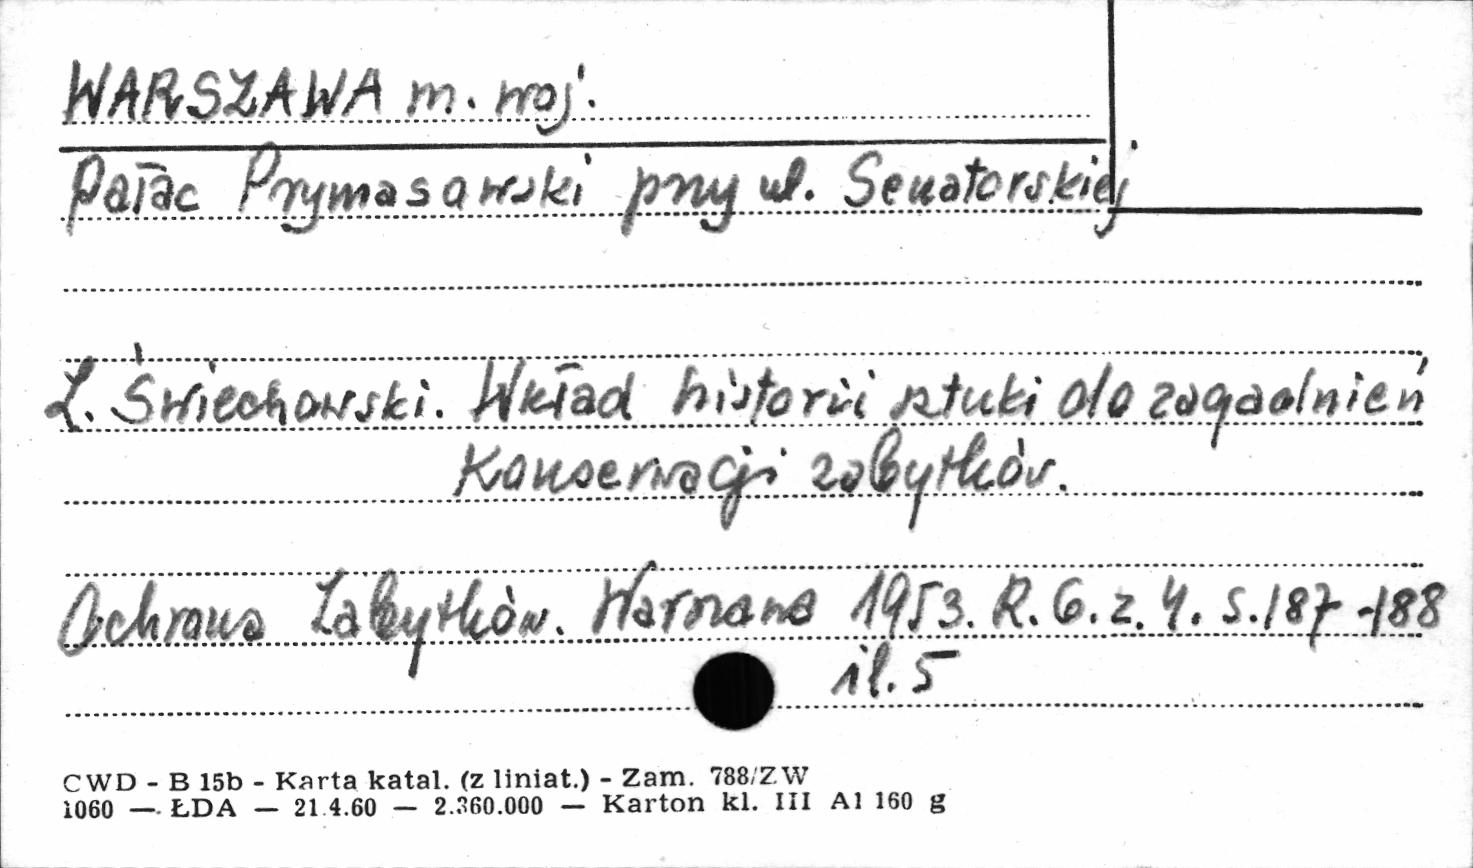 WARSZAWA m. woj.
Pałac Prymasowski przy ul. Senatorskiej
Z. Świechowski. Wkład historii sztuki do zagadnień
Konserwacji zabytków.
Ochrona Zabytków. Warszawa 1953. R. 6. z. 4. s. 187-188
il. 5
CWD - B 15b - Karta katal. (z liniat.) - Zam. 788/ZW
1060 — ŁDA — 21.4.60 — 2.360.000 — Karton kl. III A1 160 g